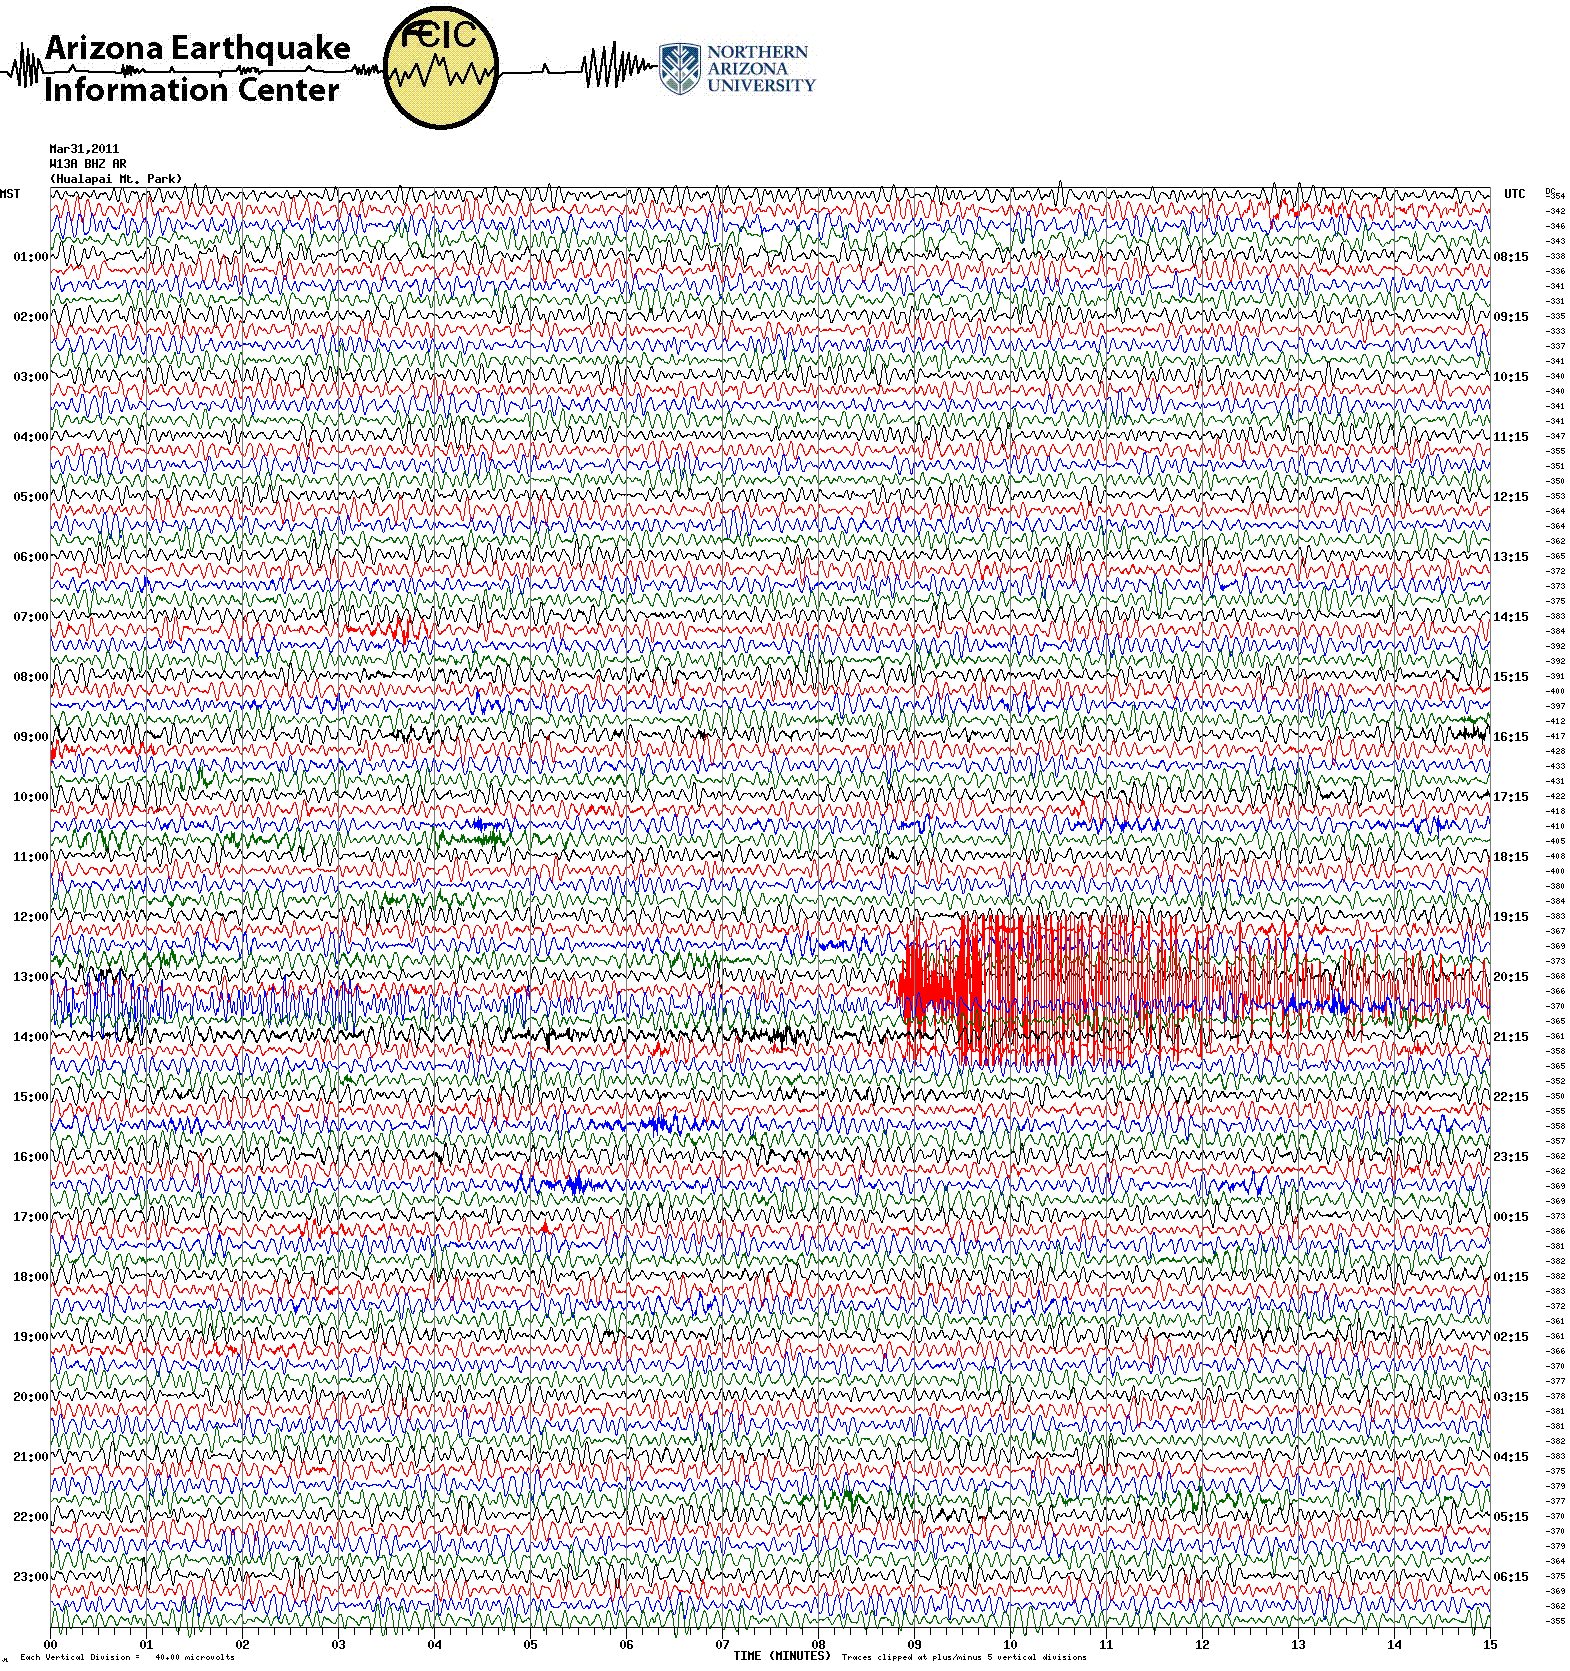 Arizona Earthquake
Information Center
ÆEIC
NORTHERN
ARIZONA
UNIVERSITY
Mar31,2011
W13A BHZ AR
(Hualapai Mt. Park)
MST UTC DC
-354
-342
-346
-343
01:00 08:15 -338
-336
-341
-331
02:00 09:15 -335
-333
-337
-341
03:00 10:15 -340
-340
-341
-341
04:00 11:15 -347
-355
-351
-350
05:00 12:15 -353
-364
-364
-362
06:00 13:15 -365
-372
-373
-375
07:00 14:15 -383
-384
-392
-392
08:00 15:15 -391
-400
-397
-412
09:00 16:15 -417
-428
-433
-431
10:00 17:15 -422
-418
-410
-405
11:00 18:15 -408
-400
-380
-384
12:00 19:15 -383
-367
-369
-373
13:00 20:15 -368
-366
-370
-365
14:00 21:15 -361
-358
-365
-352
15:00 22:15 -350
-355
-358
-357
16:00 23:15 -362
-362
-369
-369
17:00 00:15 -373
-386
-381
-382
18:00 01:15 -382
-383
-372
-361
19:00 02:15 -361
-366
-370
-377
20:00 03:15 -378
-381
-381
-382
21:00 04:15 -383
-375
-379
-377
22:00 05:15 -370
-370
-379
-364
23:00 06:15 -375
-369
-362
-355
00 01 02 03 04 05 06 07 08 09 10 11 12 13 14 15
TIME (MINUTES) Traces clipped at plus/minus 5 vertical divisions
Each Vertical Division = 40.00 microvolts